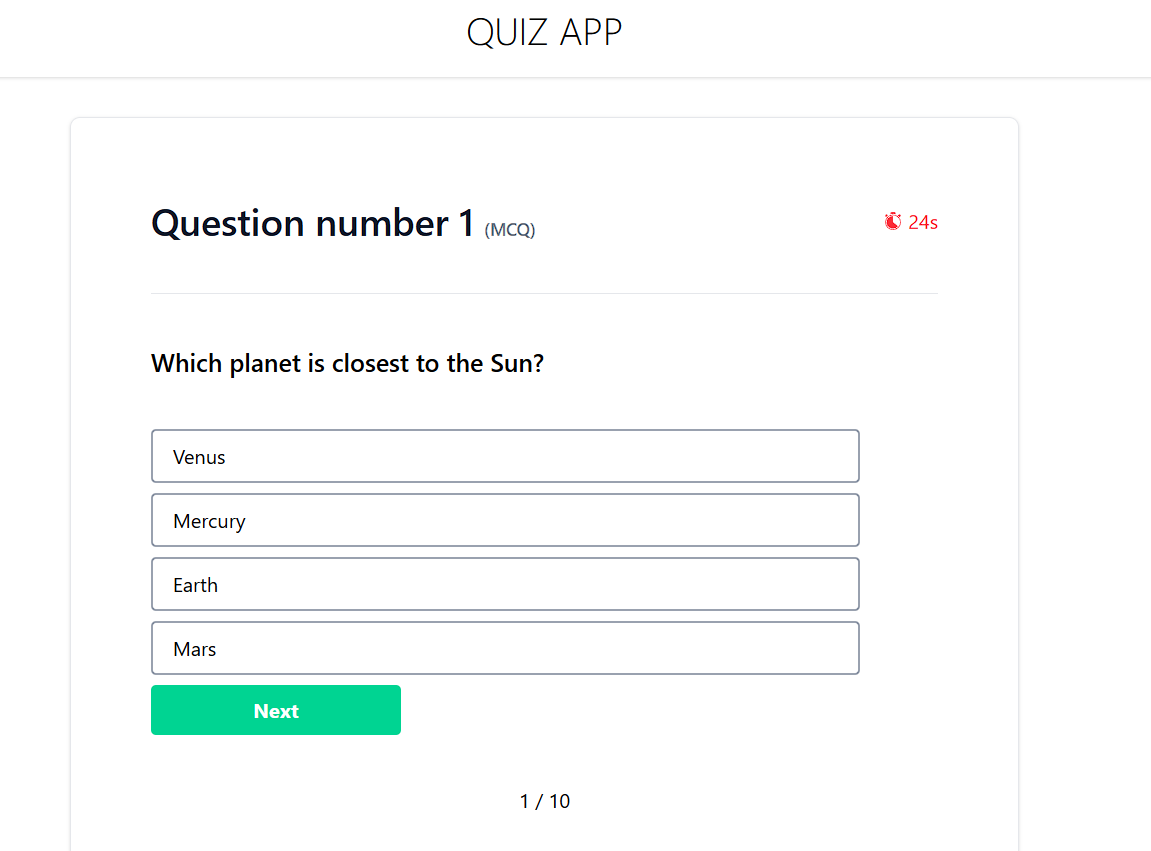 QUIZ APP
Question number 1 (MCQ)
24s
Which planet is closest to the Sun?
Venus
Mercury
Earth
Mars
Next
1 / 10